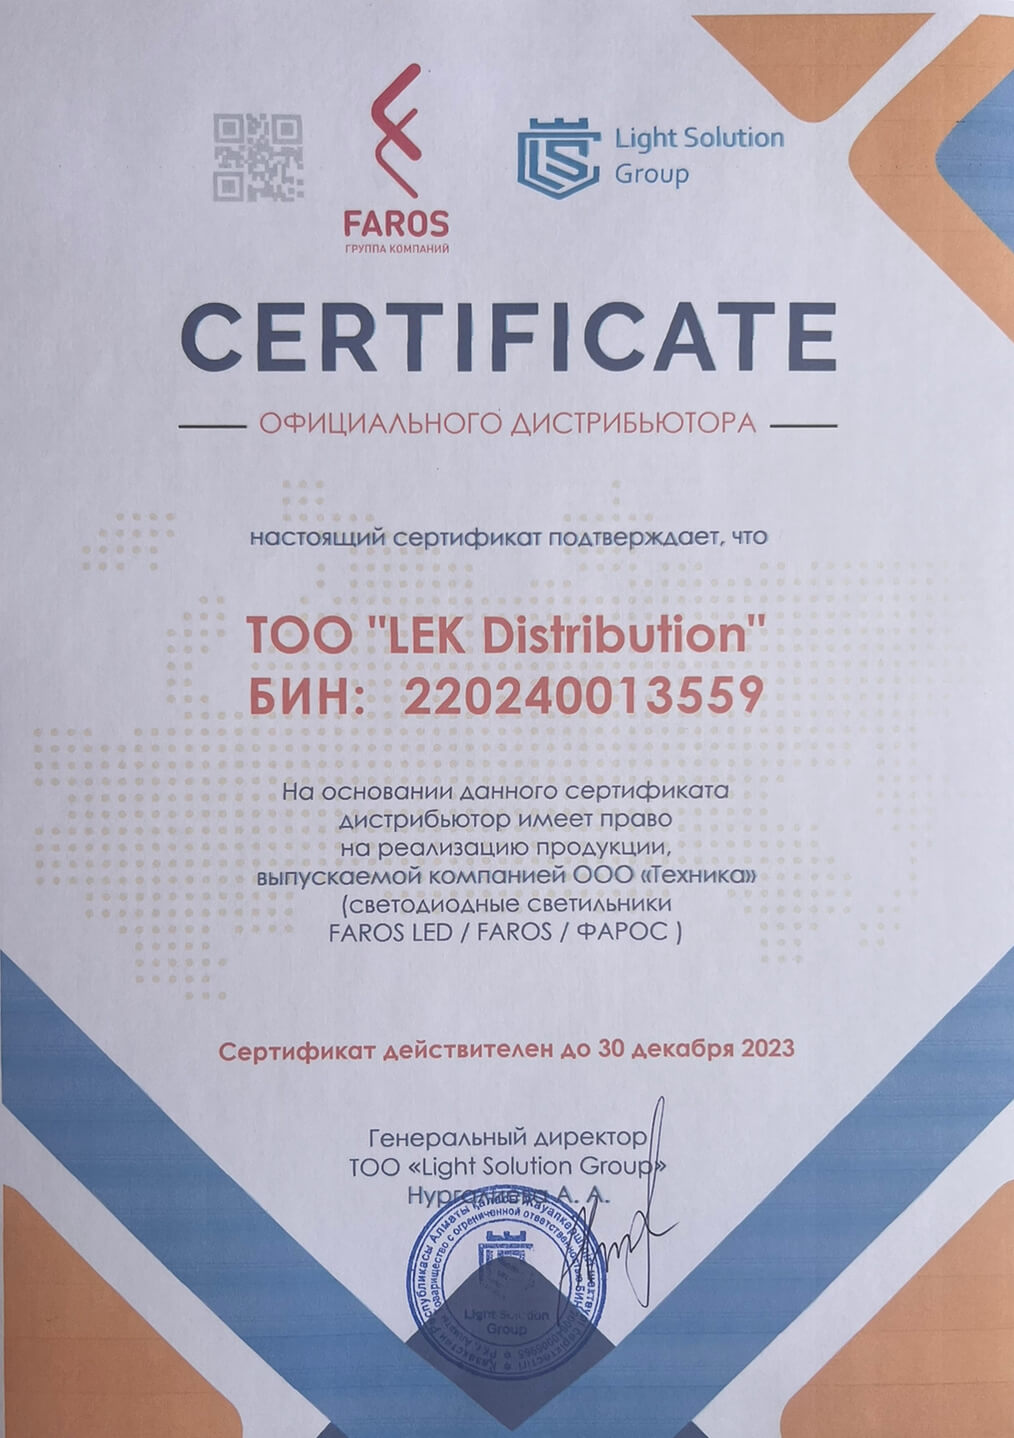 FAROS
ГРУППА КОМПАНИЙ
Light Solution
Group
CERTIFICATE
ОФИЦИАЛЬНОГО ДИСТРИБЬЮТОРА
настоящий сертификат подтверждает, что
ТОО "LEK Distribution"
БИН: 220240013559
На основании данного сертификата
дистрибьютор имеет право
на реализацию продукции,
выпускаемой компанией ООО «Техника»
(светодиодные светильники
FAROS LED / FAROS / ФАРОС )
Сертификат действителен до 30 декабря 2023
Генеральный директор
ТОО «Light Solution Group»
Нургалиева А. А.
Light Solution
Group